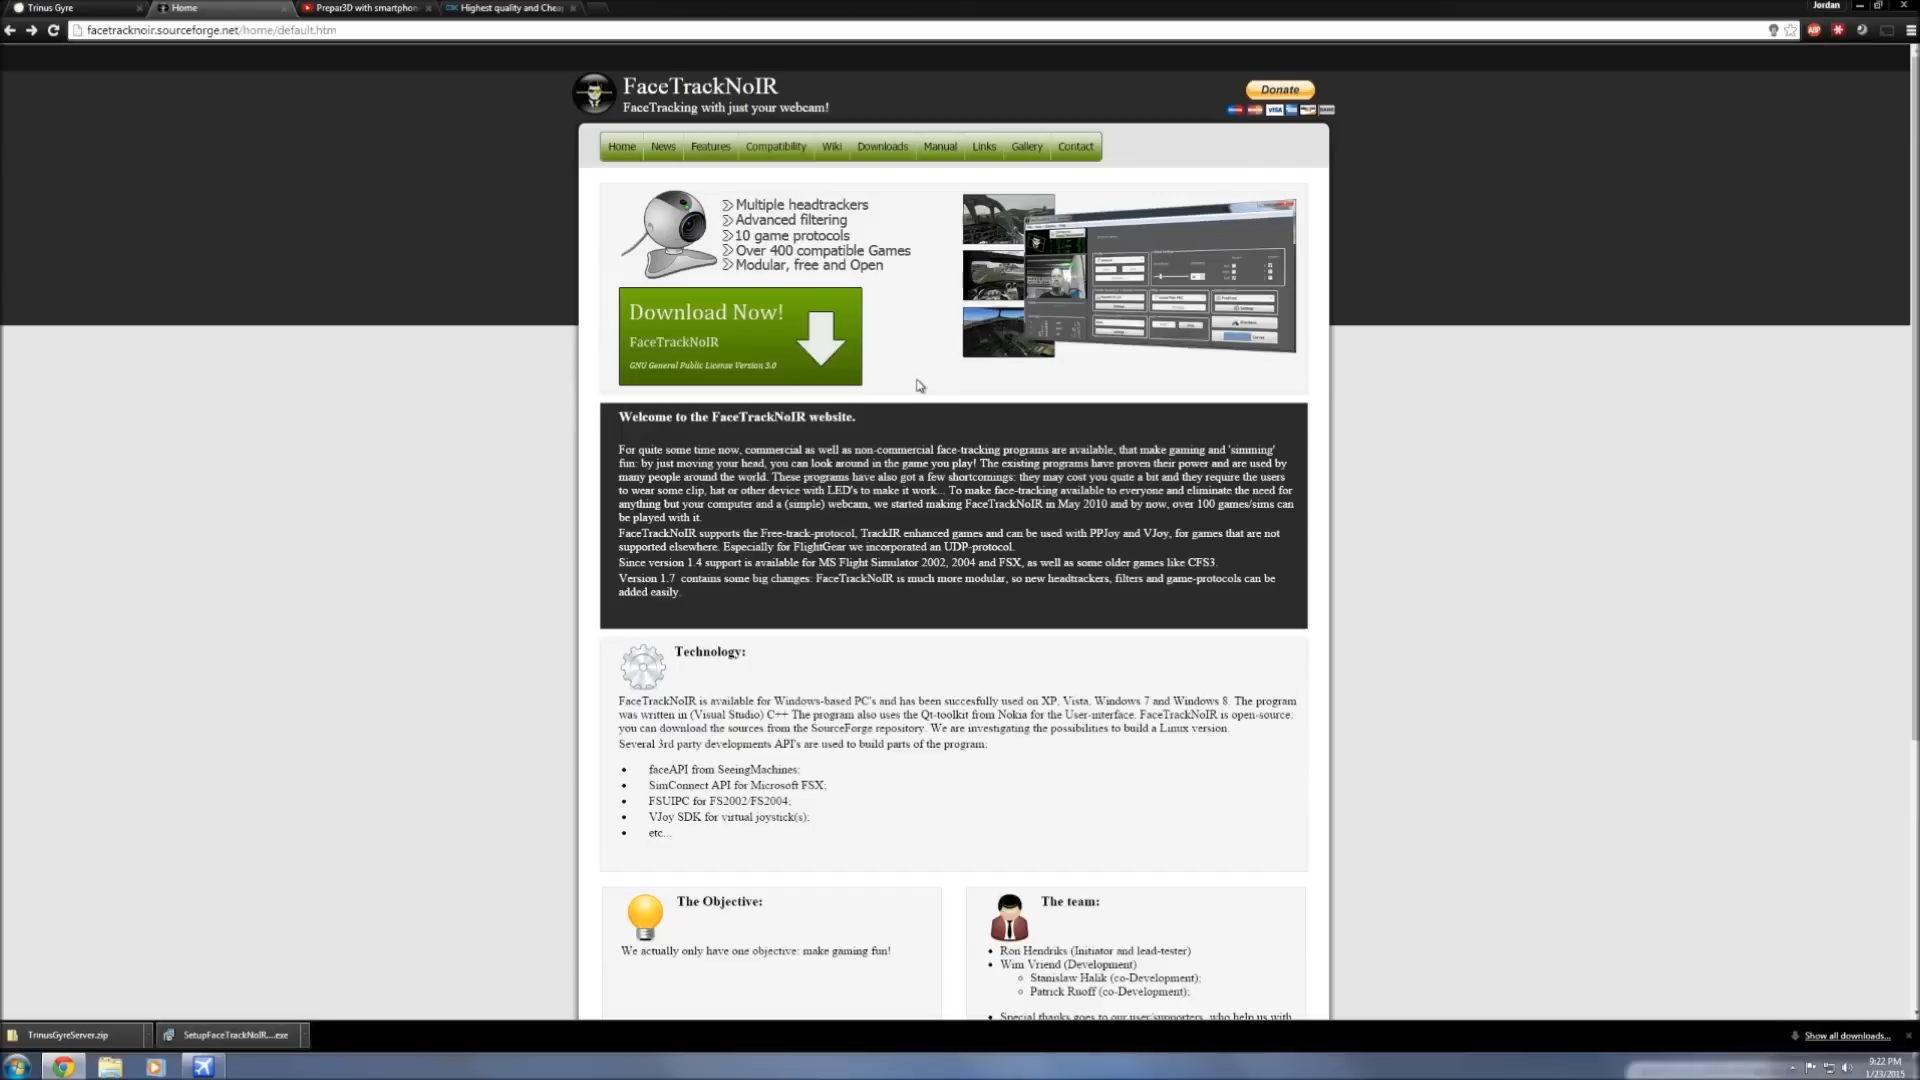 Trinus Gyre
Home
Prepar3D with smartphon
Highest quality and Chea
Jordan
facetracknoir.sourceforge.net/home/default.htm
FaceTrackNoIR
FaceTracking with just your webcam!
Donate
VISA
Home
News
Features
Compatibility
Wiki
Downloads
Manual
Links
Gallery
Contact
Multiple headtrackers
Advanced filtering
10 game protocols
Over 400 compatible Games
Modular, free and Open
Download Now!
FaceTrackNoIR
GNU General Public License Version 3.0
Welcome to the FaceTrackNoIR website.
For quite some time now, commercial as well as non-commercial face-tracking programs are available, that make gaming and 'simming'
fun: by just moving your head, you can look around in the game you play! The existing programs have proven their power and are used by
many people around the world. These programs have also got a few shortcomings: they may cost you quite a bit and they require the users
to wear some clip, hat or other device with LED's to make it work... To make face-tracking available to everyone and eliminate the need for
anything but your computer and a (simple) webcam, we started making FaceTrackNoIR in May 2010 and by now, over 100 games/sims can
be played with it.
FaceTrackNoIR supports the Free-track-protocol, TrackIR enhanced games and can be used with PPJoy and VJoy, for games that are not
supported elsewhere. Especially for FlightGear we incorporated an UDP-protocol.
Since version 1.4 support is available for MS Flight Simulator 2002, 2004 and FSX, as well as some older games like CFS3.
Version 1.7 contains some big changes: FaceTrackNoIR is much more modular, so new headtrackers, filters and game-protocols can be
added easily.
Technology:
FaceTrackNoIR is available for Windows-based PC's and has been succesfully used on XP, Vista, Windows 7 and Windows 8. The program
was written in (Visual Studio) C++ The program also uses the Qt-toolkit from Nokia for the User-interface. FaceTrackNoIR is open-source:
you can download the sources from the SourceForge repository. We are investigating the possibilities to build a Linux version.
Several 3rd party developments API's are used to build parts of the program:
• faceAPI from SeeingMachines;
• SimConnect API for Microsoft FSX;
• FSUIPC for FS2002/FS2004;
• VJoy SDK for virtual joystick(s);
• etc...
The Objective:
We actually only have one objective: make gaming fun!
The team:
• Ron Hendriks (Initiator and lead-tester)
• Wim Vriend (Development)
○ Stanislaw Halik (co-Development);
○ Patrick Ruoff (co-Development);
• Special thanks goes to our user/supporters, who help us with
TrinusGyreServer.zip
SetupFaceTrackNoIR....exe
Show all downloads...
9:22 PM
1/23/2015